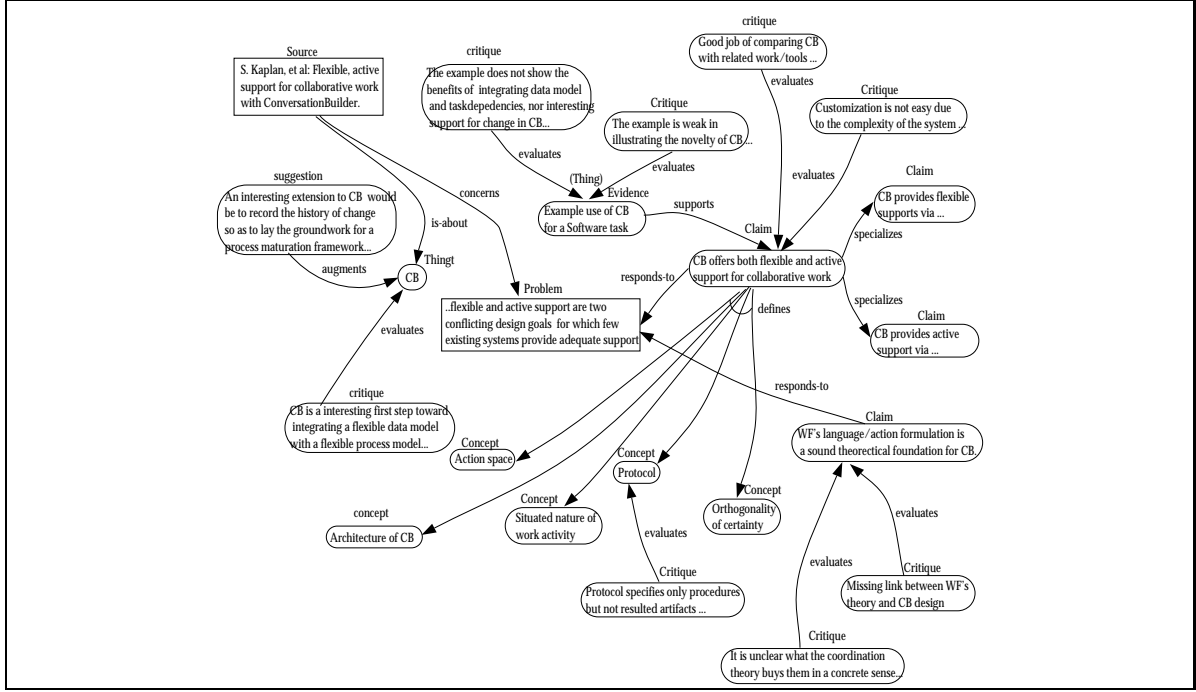 critique
Good job of comparing CB
with related work/tools ...
evaluates
Source
S. Kaplan, et al: Flexible, active
support for collaborative work
with ConversationBuilder.
critique
The example does not show the
benefits of integrating data model
and taskdepedencies, nor interesting
support for change in CB...
evaluates
Critique
The example is weak in
illustrating the novelty of CB...
evaluates
Critique
Customization is not easy due
to the complexity of the system ...
evaluates
suggestion
An interesting extension to CB would
be to record the history of change
so as to lay the groundwork for a
process maturation framework...
augments
concerns
is-about
(Thing)
Evidence
Example use of CB
for a Software task
supports
Claim
CB provides flexible
supports via ...
specializes
Claim
CB offers both flexible and active
support for collaborative work
Thingt
CB
responds-to
Problem
..flexible and active support are two
conflicting design goals for which few
existing systems provide adequate support
defines
specializes
Claim
CB provides active
support via ...
evaluates
responds-to
critique
CB is a interesting first step toward
integrating a flexible data model
with a flexible process model...
Claim
WF's language/action formulation is
a sound theorectical foundation for CB.
Concept
Action space
Concept
Protocol
Concept
Situated nature of
work activity
Concept
Orthogonality
of certainty
concept
Architecture of CB
evaluates
evaluates
evaluates
Critique
Protocol specifies only procedures
but not resulted artifacts ...
Critique
Missing link between WF's
theory and CB design
Critique
It is unclear what the coordination
theory buys them in a concrete sense...